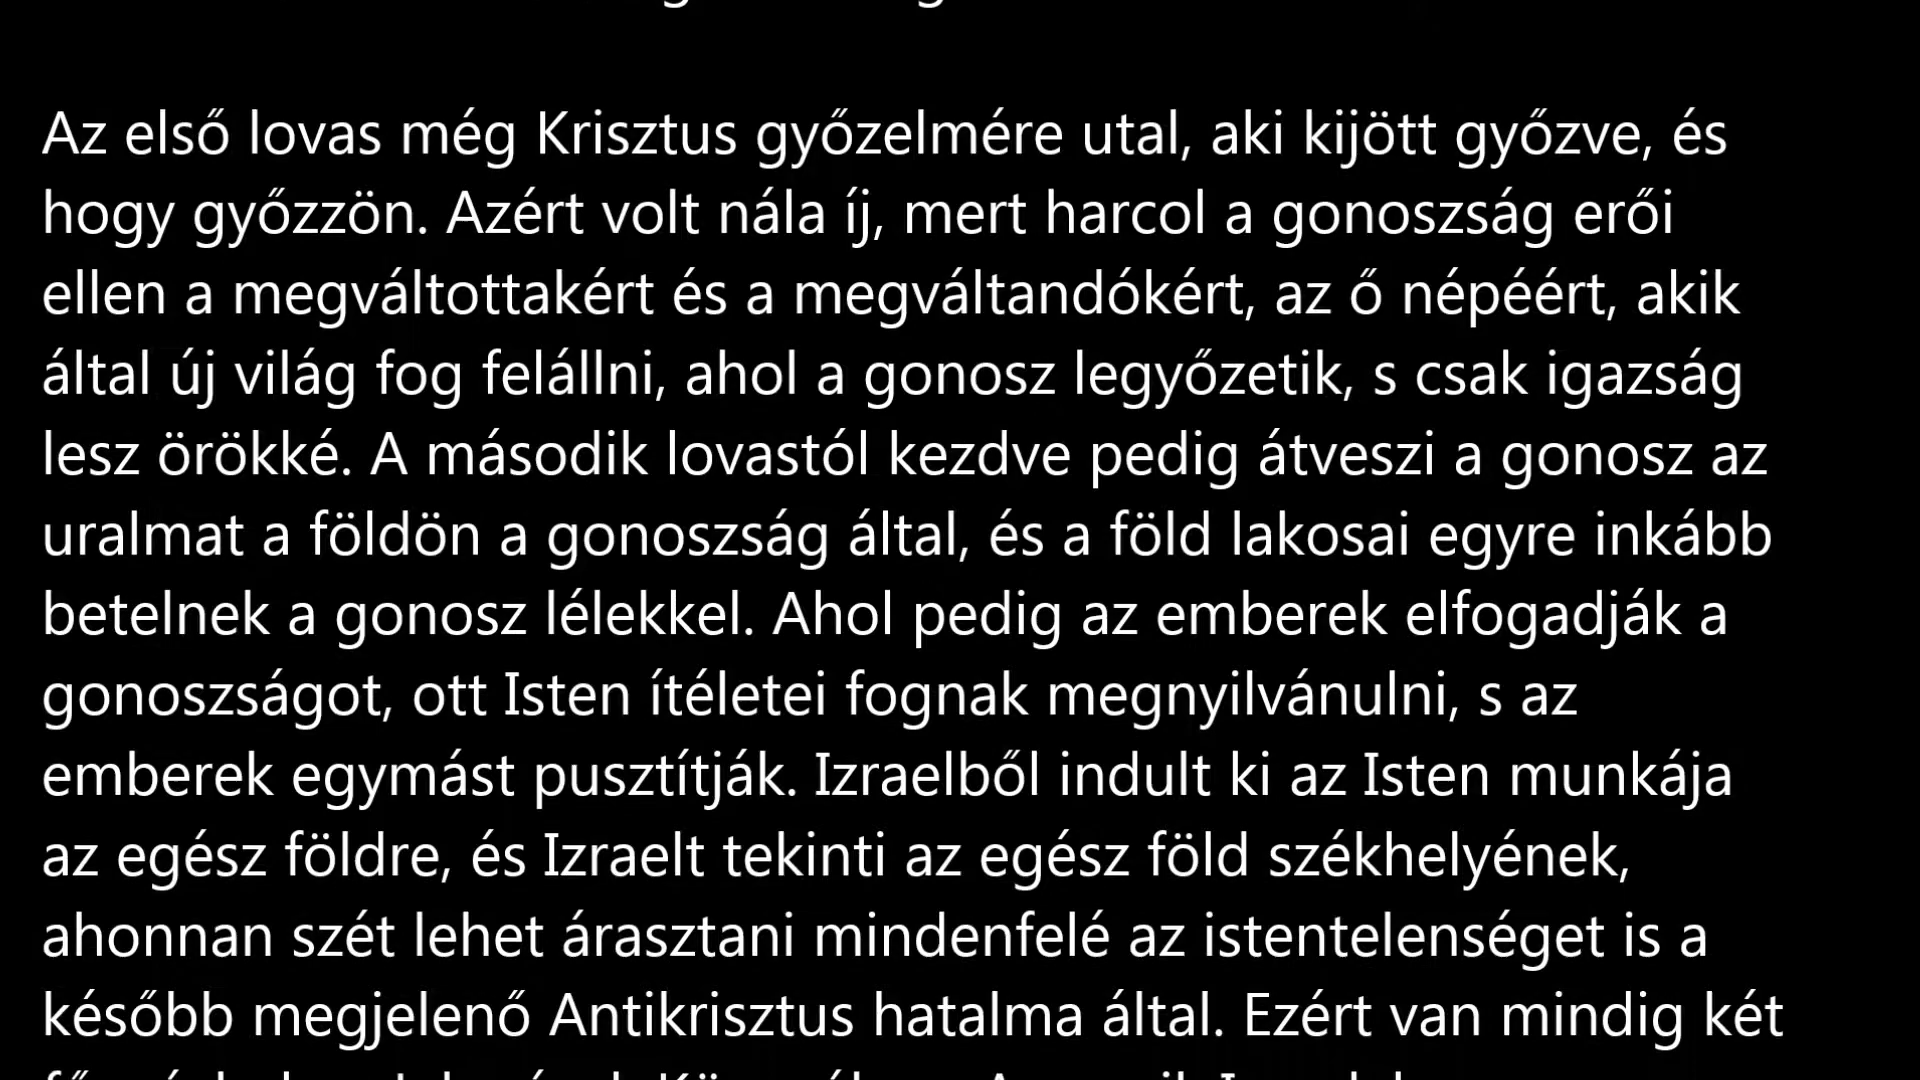 Az első lovas még Krisztus győzelmére utal, aki kijött győzve, és
hogy győzzön. Azért volt nála íj, mert harcol a gonoszság erői
ellen a megváltottakért és a megváltandókért, az ő népéért, akik
által új világ fog felállni, ahol a gonosz legyőzetik, s csak igazság
lesz örökké. A második lovastól kezdve pedig átveszi a gonosz az
uralmat a földön a gonoszság által, és a föld lakosai egyre inkább
betelnek a gonosz lélekkel. Ahol pedig az emberek elfogadják a
gonoszságot, ott Isten ítéletei fognak megnyilvánulni, s az
emberek egymást pusztítják. Izraelből indult ki az Isten munkája
az egész földre, és Izraelt tekinti az egész föld székhelyének,
ahonnan szét lehet árasztani mindenfelé az istentelenséget is a
később megjelenő Antikrisztus hatalma által. Ezért van mindig két